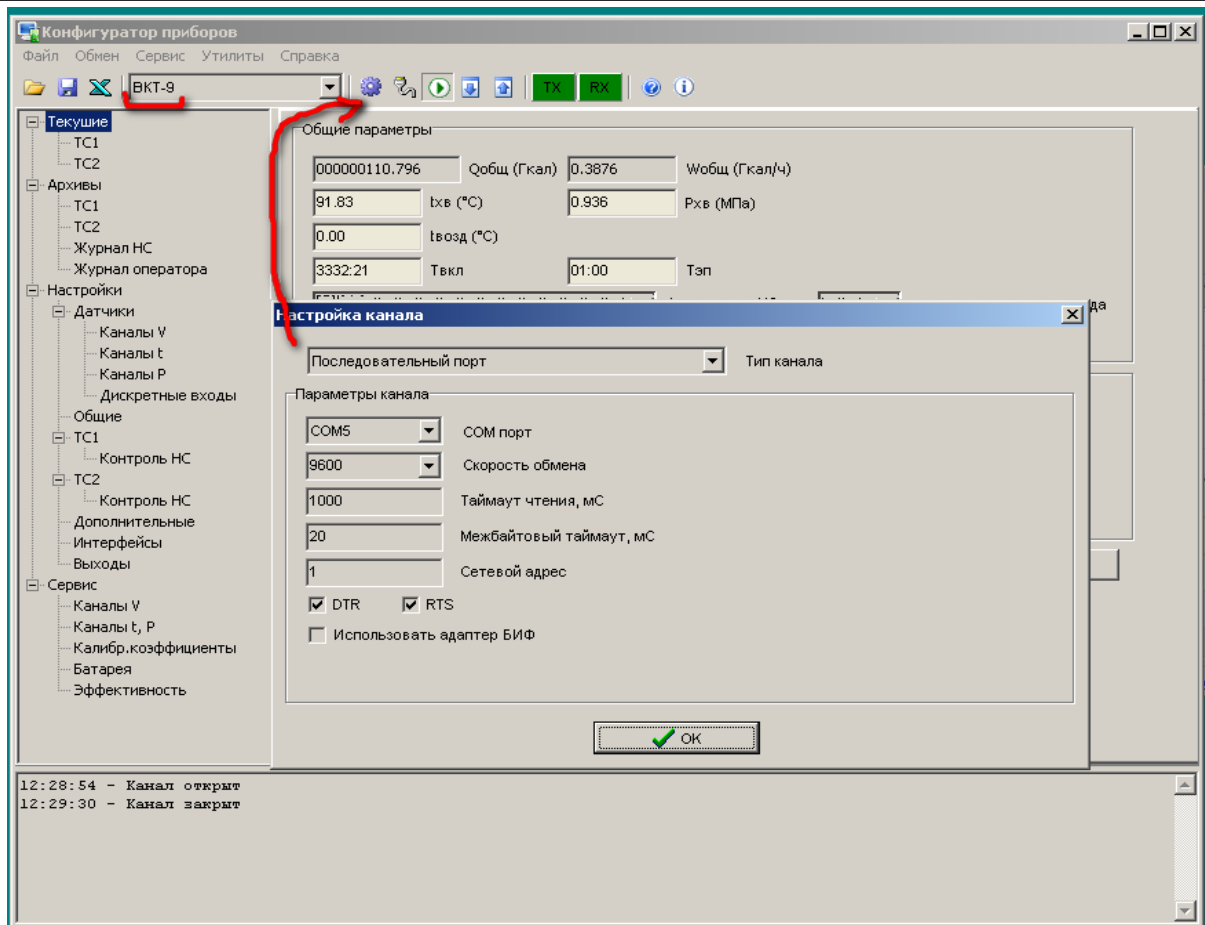 Конфигуратор приборов
Файл Обмен Сервис Утилиты Справка
ВКТ-9 TX RX
Текушие
ТС1
ТС2
Архивы
ТС1
ТС2
Журнал НС
Журнал оператора
Настройки
Датчики
Каналы V
Каналы t
Каналы P
Дискретные входы
Общие
ТС1
Контроль НС
ТС2
Контроль НС
Дополнительные
Интерфейсы
Выходы
Сервис
Каналы V
Каналы t, P
Калибр.коэффициенты
Батарея
Эффективность
Общие параметры
000000110.796 Qобщ (Гкал) 0.3876 Wобщ (Гкал/ч)
91.83 tхв (°C) 0.936 Pхв (МПа)
0.00 tвозд (°C)
3332:21 Твкл 01:00 Тэп
да
Настройка канала
Последовательный порт Тип канала
Параметры канала
COM5 COM порт
9600 Скорость обмена
1000 Таймаут чтения, мС
20 Межбайтовый таймаут, мС
1 Сетевой адрес
DTR RTS
Использовать адаптер БИФ
OK
12:28:54 - Канал открыт
12:29:30 - Канал закрыт